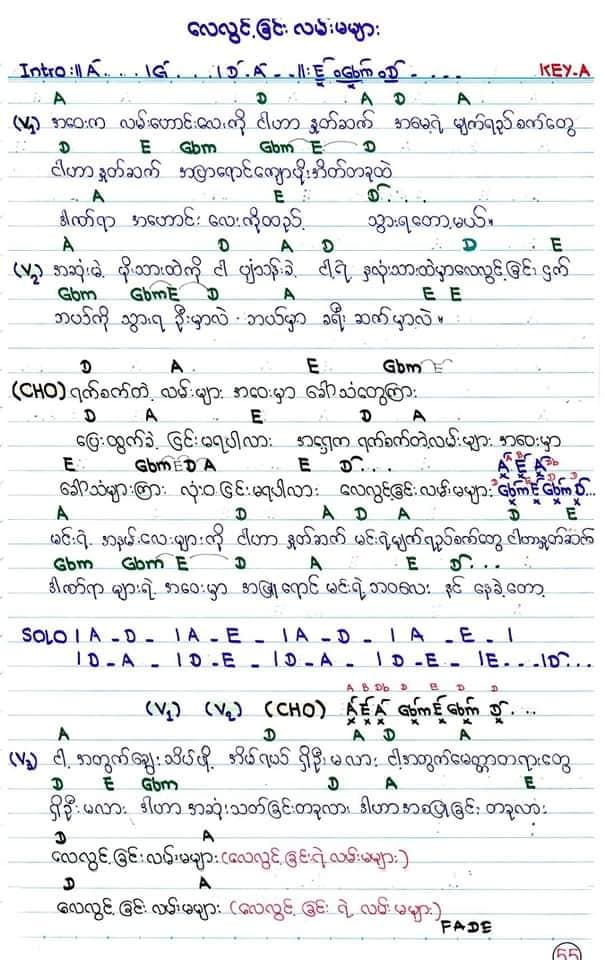 လေလွင့်ခြင်း လမ်းမများ
Intro :|| A . . . . |G . . . |D . A - - ||: E Gbm D - . . . . KEY-A
A D A D A
(V₁) အဝေးက လမ်းဟောင်းလေးကို ငါဟာ နှုတ်ဆက် အမေ့ရဲ့ မျက်ရည်စက်တွေ
D E Gbm Gbm E D
ငါဟာ နှုတ်ဆက် အပြာရောင်ကျောပိုးအိတ်တခုထဲ
A E D . . .
ဒါဏ်ရာ အဟောင်း လေးကိုထည့် သွားရတော့မယ်။
A D A D D E
(V₂) အဆုံးမဲ့ မိုးသားထဲကို ငါ ပျံသန်းခဲ့ ငါ့ရဲ့ နှလုံးသားထဲမှာလေလွင့်ခြင်း ငှက်
Gbm Gbm E D A E E
ဘယ်ကို သွားရ ဦးမှာလဲ ဘယ်မှာ ခရီး ဆက်မှာလဲ။
D A E Gbm E
(CHO) ရက်စက်တဲ့ လမ်းများ အဝေးမှာ ခေါ်သံတွေကြား
D A E D A
ပြေးထွက်ခဲ့ ခြင်းမရပါလား အရှေ့က ရက်စက်တဲ့လမ်းများ အဝေးမှာ
E Gbm E D A E D . . . A E A
ခေါ်သံများကြား လုံးဝ ခြင်းမရပါလား လေလွင့်ခြင်း လမ်းမများ Gbm E Gbm D . . .
A D A D A D E
မင်းရဲ့ အနမ်းလေးများကို ငါဟာ နှုတ်ဆက် မင်းရဲ့မျက်ရည်စက်တွေ ငါဟာနှုတ်ဆက်
Gbm Gbm E D A E D . . .
ဒါဏ်ရာ များရဲ့ အဝေးမှာ အဖြူရောင် မင်းရဲ့ဘဝလေး နင် နေခဲ့တော့
SOLO | A - D - | A - E - | A - D - | A - E - |
| D - A - | D - E - | D - A - | D - E - | E . . . | D . . .
A B Db D E D D
(V₁) (V₂) (CHO) A E A Gbm E Gbm D . . .
A D A D A
(V₃) ငါ့ အတွက်ချွေးသိပ်ဖို့ အိမ်ရယ် ရှိဦးမလား ငါ့အတွက်မေတ္တာတရားတွေ
D E Gbm D A E
ရှိဦးမလား ဒါဟာ အဆုံးသတ်ခြင်းတခုလား ဒါဟာအစပြုခြင်း တခုလား
D A
လေလွင့်ခြင်း လမ်းမများ (လေလွင့်ခြင်းရဲ့ လမ်းမများ)
D A
လေလွင့်ခြင်း လမ်းမများ (လေလွင့်ခြင်း ရဲ့ လမ်းမများ)
FADE
55